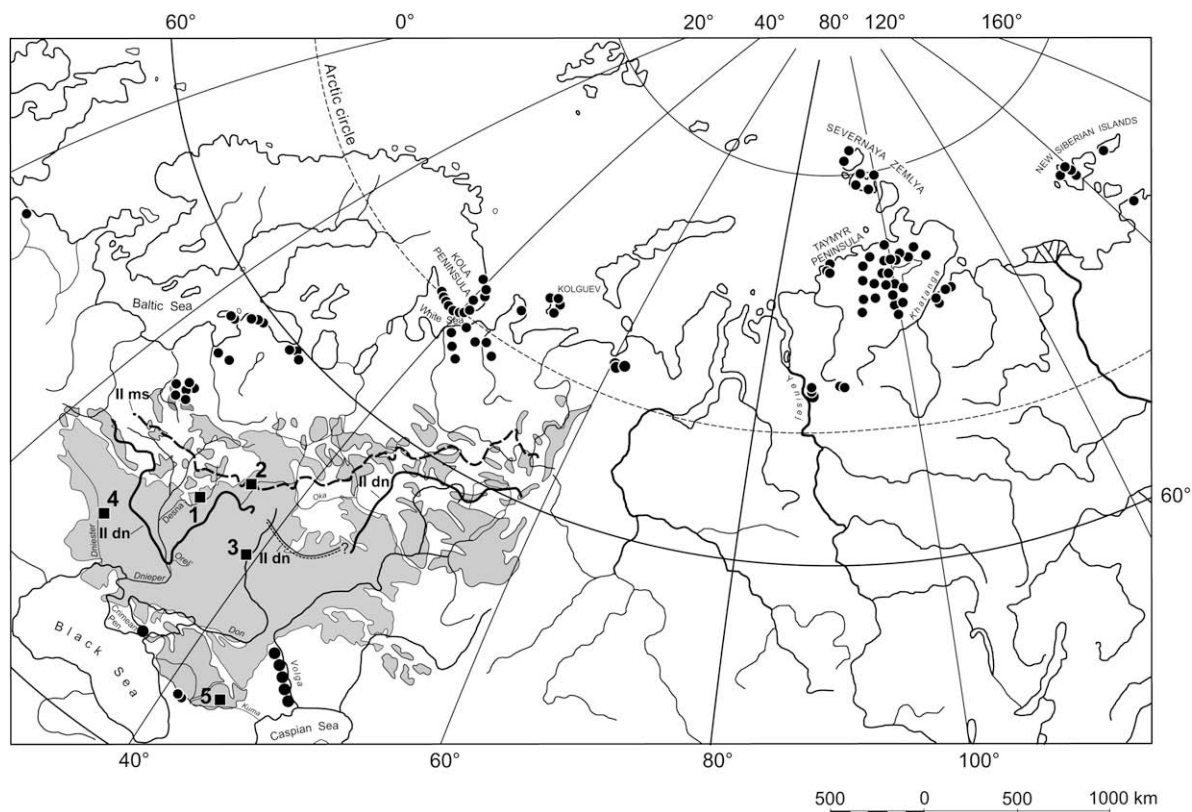 60° 0° 20° 40° 80° 120° 160°
Arctic circle
SEVERNAYA ZEMLYA
NEW SIBERIAN ISLANDS
TAYMYR
PENINSULA
KOLA
PENINSULA
KOLGUEV
Khatanga
White Sea
Baltic Sea
Yenisej
II ms
2
II dn
Oka
60°
4
1
Desna
II dn
Dniester
3
II dn
?
Orel'
Dnieper
Crimean
Pen.
Don
Black Sea
Volga
5
Kuma
Caspian Sea
40° 60° 80° 100°
500 0 500 1000 km